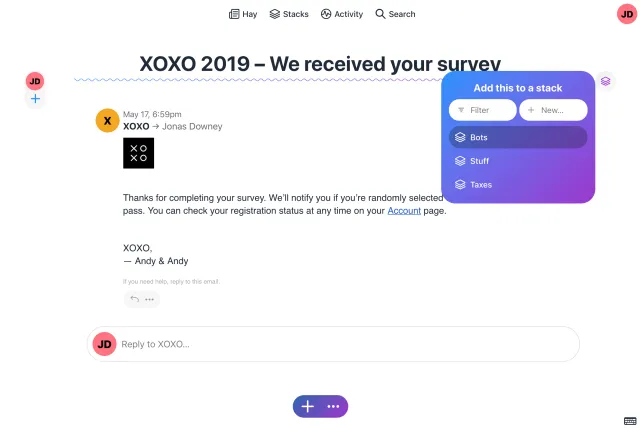 Hay
Stacks
Activity
Search
JD
XOXO 2019 – We received your survey
JD
Add this to a stack
Filter
New...
Bots
Stuff
Taxes
X
May 17, 6:59pm
XOXO → Jonas Downey
XO
XO
Thanks for completing your survey. We'll notify you if you're randomly selected
pass. You can check your registration status at any time on your Account page.
XOXO,
— Andy & Andy
If you need help, reply to this email.
JD
Reply to XOXO...